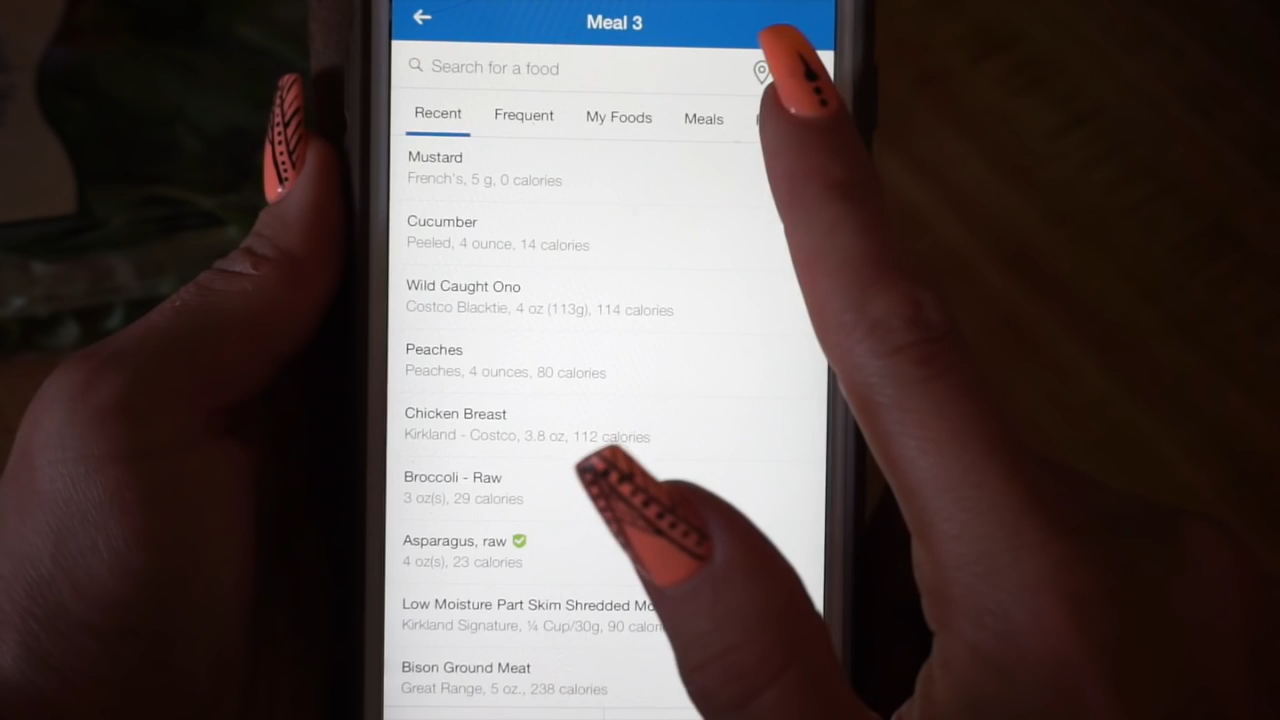 Meal 3
Search for a food
Recent Frequent My Foods Meals
Mustard
French's, 5 g, 0 calories
Cucumber
Peeled, 4 ounce, 14 calories
Wild Caught Ono
Costco Blacktie, 4 oz (113g), 114 calories
Peaches
Peaches, 4 ounces, 80 calories
Chicken Breast
Kirkland - Costco, 3.8 oz, 112 calories
Broccoli - Raw
3 oz(s), 29 calories
Asparagus, raw
4 oz(s), 23 calories
Low Moisture Part Skim Shredded
Kirkland Signature, ¼ Cup/30g, 90
Bison Ground Meat
Great Range, 5 oz., 238 calories